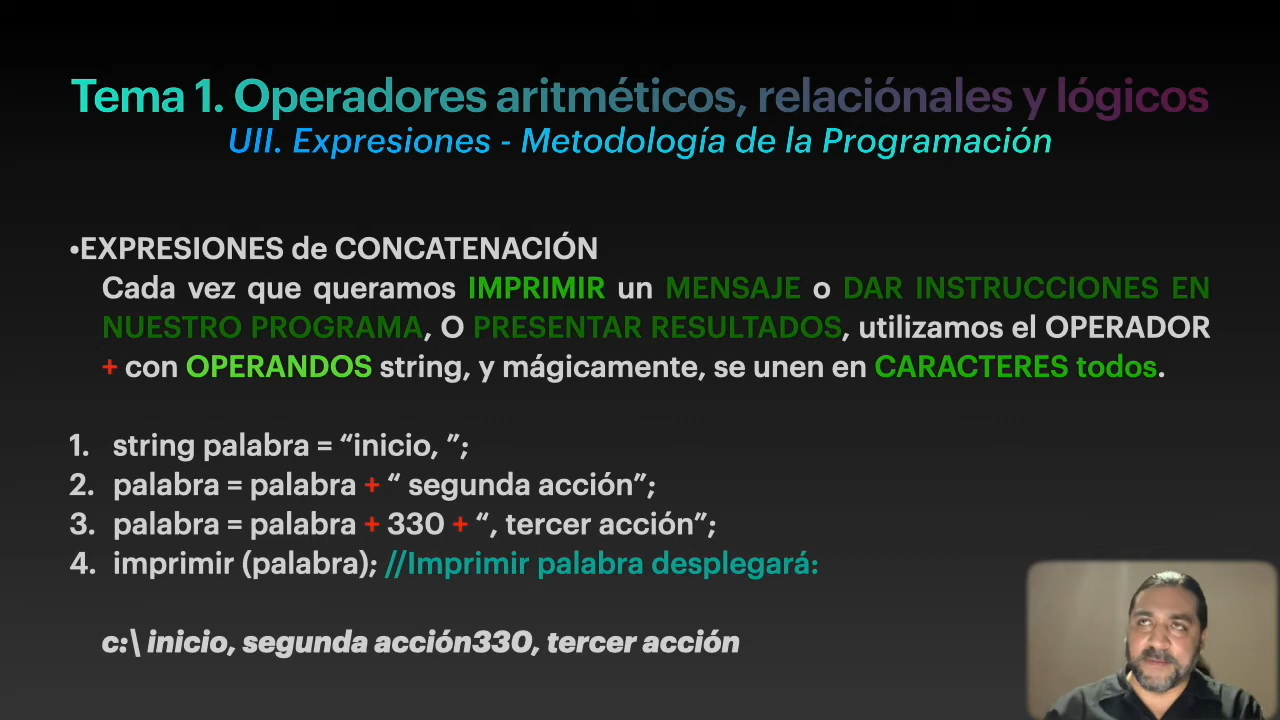 Tema 1. Operadores aritméticos, relaciónales y lógicos
UII. Expresiones - Metodología de la Programación
•EXPRESIONES de CONCATENACIÓN
Cada vez que queramos IMPRIMIR un MENSAJE o DAR INSTRUCCIONES EN
NUESTRO PROGRAMA, O PRESENTAR RESULTADOS, utilizamos el OPERADOR
+ con OPERANDOS string, y mágicamente, se unen en CARACTERES todos.
1. string palabra = “inicio, ”;
2. palabra = palabra + “ segunda acción”;
3. palabra = palabra + 330 + “, tercer acción”;
4. imprimir (palabra); //Imprimir palabra desplegará:
c:\ inicio, segunda acción330, tercer acción